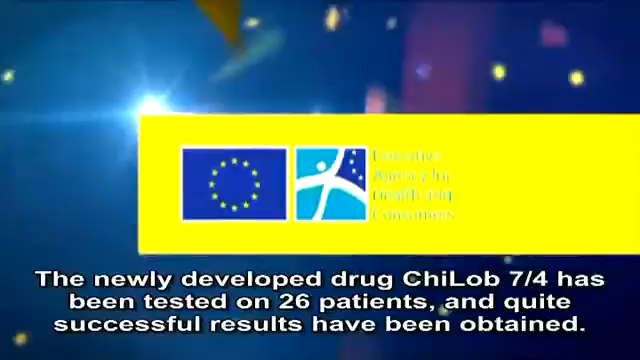 Executive
Agency for
Health and
Consumers
The newly developed drug ChiLob 7/4 has
been tested on 26 patients, and quite
successful results have been obtained.